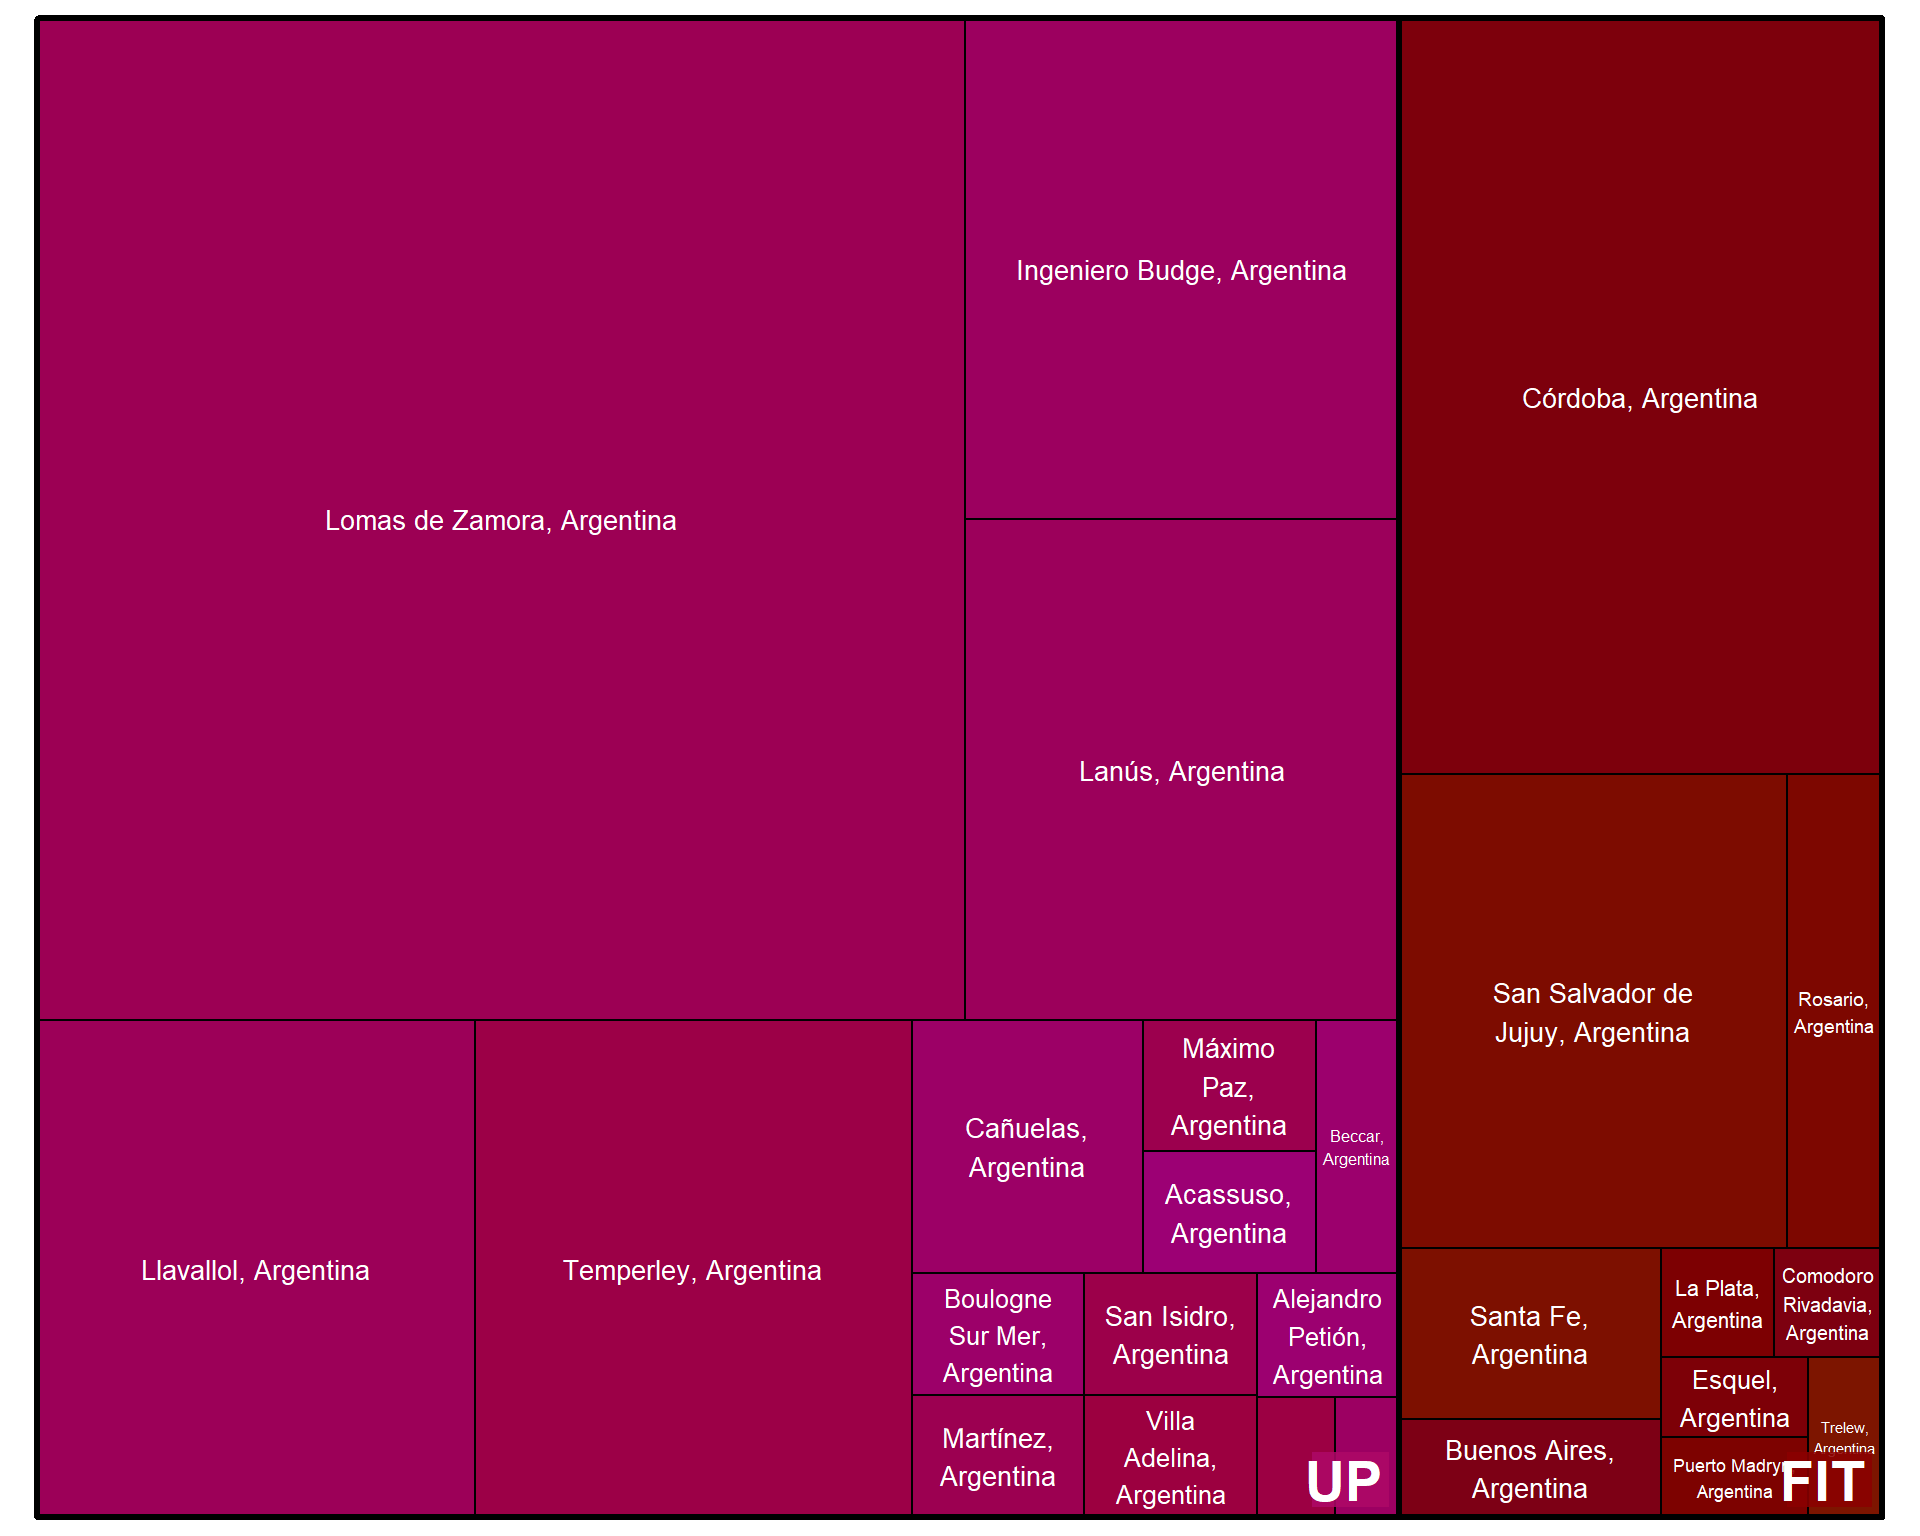 Lomas de Zamora, Argentina
Ingeniero Budge, Argentina
Lanús, Argentina
Llavallol, Argentina
Temperley, Argentina
Cañuelas,
Argentina
Máximo
Paz,
Argentina
Acassuso,
Argentina
Beccar,
Argentina
Boulogne
Sur Mer,
Argentina
San Isidro,
Argentina
Alejandro
Petión,
Argentina
Martínez,
Argentina
Villa
Adelina,
Argentina
UP
Córdoba, Argentina
San Salvador de
Jujuy, Argentina
Rosario,
Argentina
Santa Fe,
Argentina
La Plata,
Argentina
Comodoro
Rivadavia,
Argentina
Buenos Aires,
Argentina
Esquel,
Argentina
Trelew,
Argentina
Puerto Madryn,
Argentina
FIT